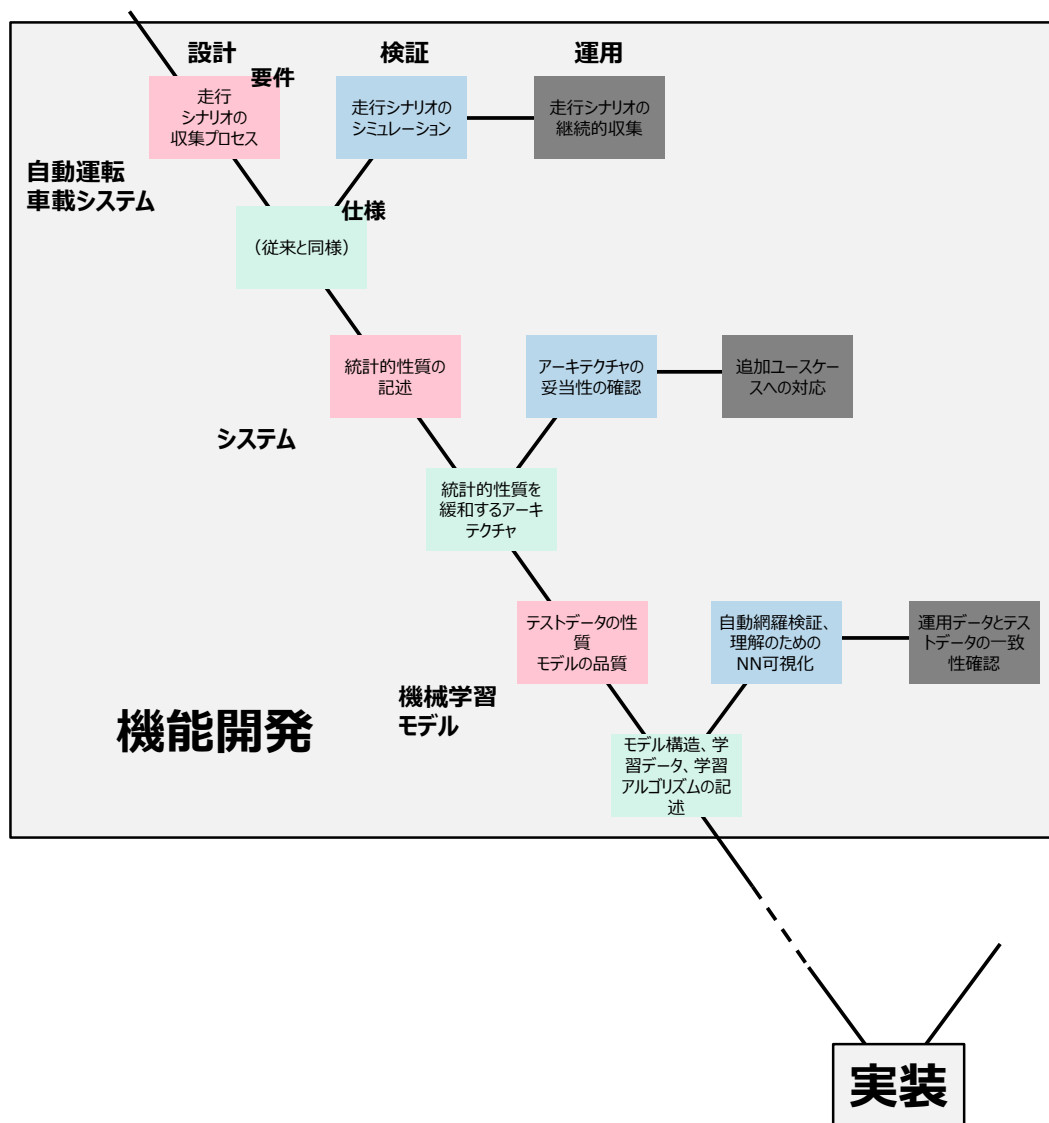 設計
検証
運用
要件
走行
シナリオの
収集プロセス
走行シナリオの
シミュレーション
走行シナリオの
継続的収集
自動運転
車載システム
仕様
（従来と同様）
統計的性質の
記述
アーキテクチャの
妥当性の確認
追加ユースケー
スへの対応
システム
統計的性質を
緩和するアーキ
テクチャ
テストデータの性
質
モデルの品質
自動網羅検証、
理解のための
NN可視化
運用データとテス
トデータの一致
性確認
機械学習
モデル
機能開発
モデル構造、学
習データ、学習
アルゴリズムの記
述
実装